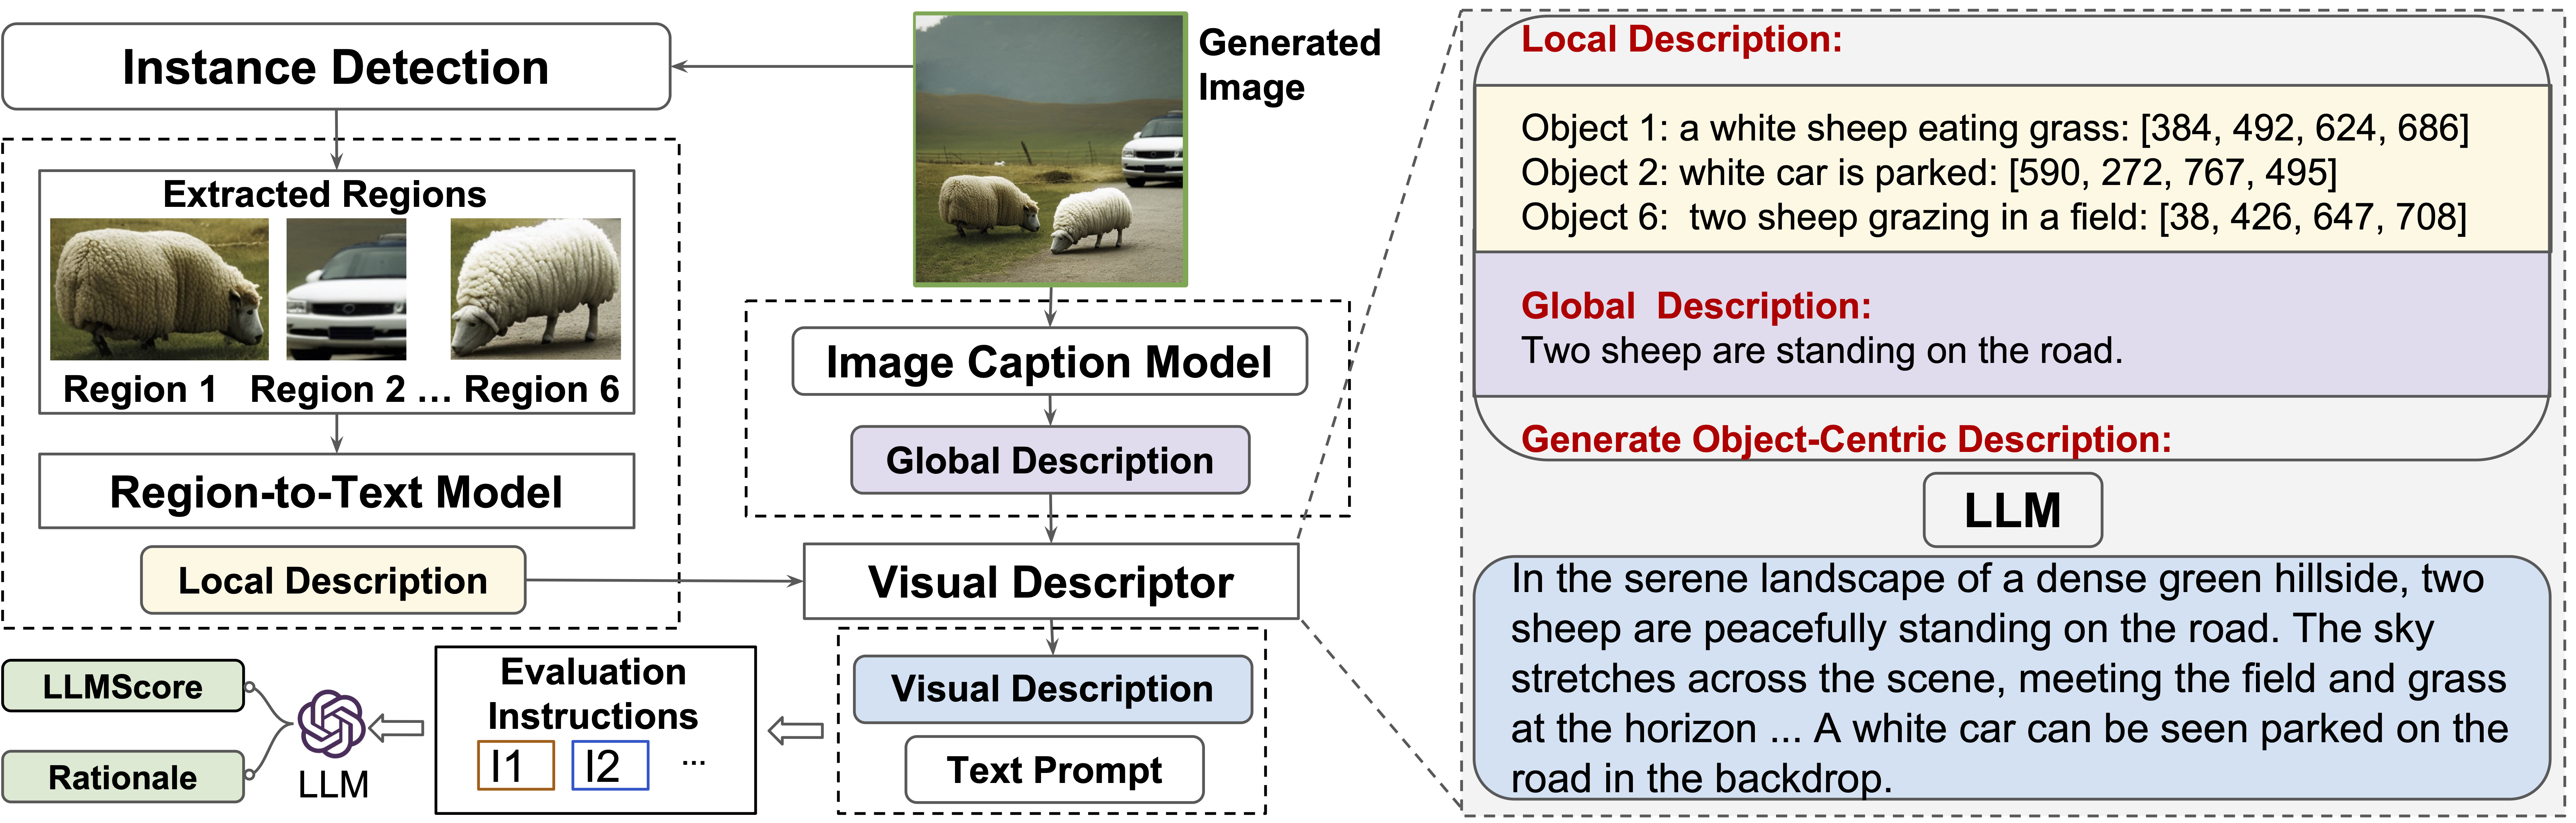 Instance Detection
Extracted Regions
Region 1 Region 2 ... Region 6
Region-to-Text Model
Local Description
Generated
Image
Image Caption Model
Global Description
Visual Descriptor
Visual Description
Text Prompt
Evaluation
Instructions
I1 I2 ...
LLM
LLMScore
Rationale
Local Description:
Object 1: a white sheep eating grass: [384, 492, 624, 686]
Object 2: white car is parked: [590, 272, 767, 495]
Object 6: two sheep grazing in a field: [38, 426, 647, 708]
Global Description:
Two sheep are standing on the road.
Generate Object-Centric Description:
LLM
In the serene landscape of a dense green hillside, two
sheep are peacefully standing on the road. The sky
stretches across the scene, meeting the field and grass
at the horizon ... A white car can be seen parked on the
road in the backdrop.